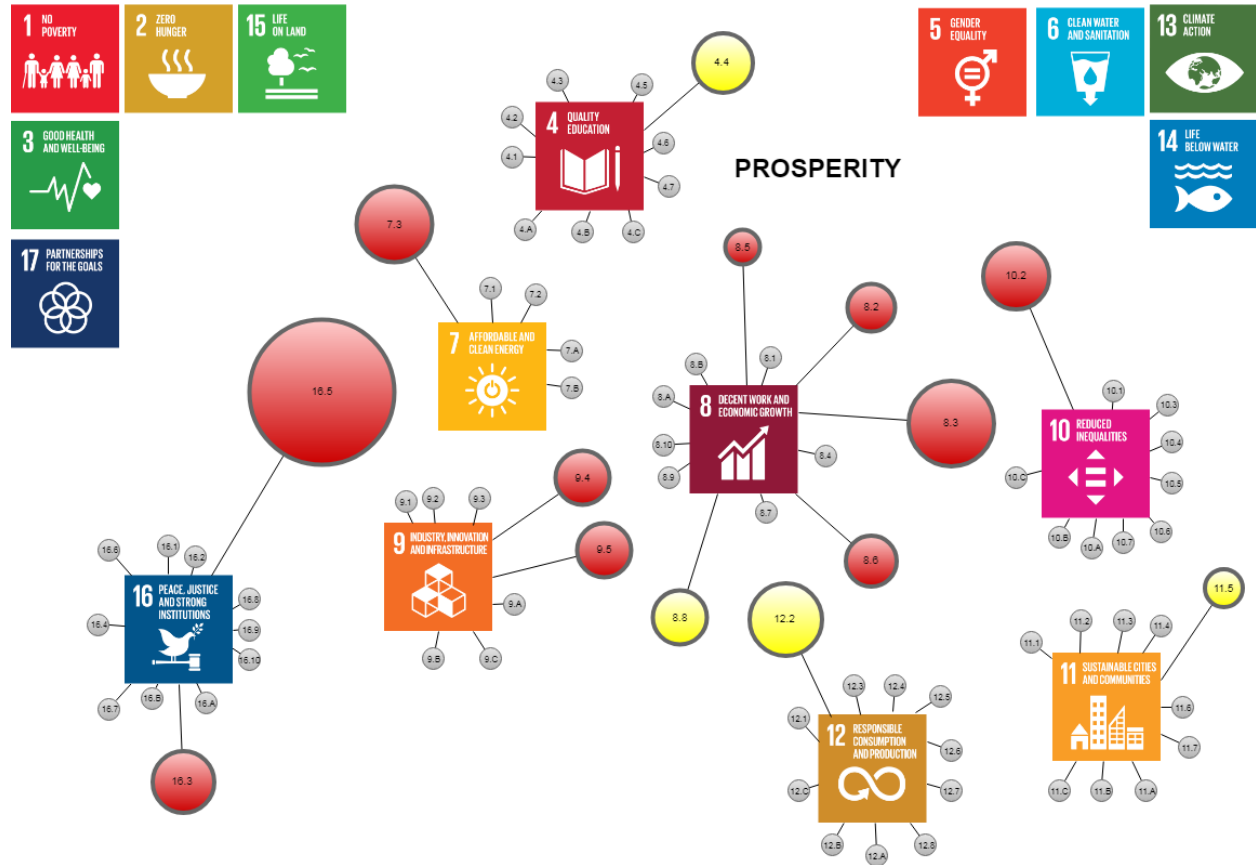 1 NO
POVERTY
2 ZERO
HUNGER
15 LIFE
ON LAND
5 GENDER
EQUALITY
6 CLEAN WATER
AND SANITATION
13 CLIMATE
ACTION
3 GOOD HEALTH
AND WELL-BEING
14 LIFE
BELOW WATER
17 PARTNERSHIPS
FOR THE GOALS
PROSPERITY
4.4
4.3
4.5
4.2
4 QUALITY
EDUCATION
4.1
4.6
4.7
4.A
4.B
4.C
7.3
7.1
7.2
7 AFFORDABLE AND
CLEAN ENERGY
7.A
7.B
8.5
8.2
8.B
8.1
8.A
8 DECENT WORK AND
ECONOMIC GROWTH
8.3
8.10
8.4
8.9
8.7
8.6
8.8
10.2
10.1
10.3
10 REDUCED
INEQUALITIES
10.4
10.C
10.5
10.B
10.A
10.7
10.6
16.5
16.6
16.1
16.2
16 PEACE, JUSTICE
AND STRONG
INSTITUTIONS
16.8
16.4
16.9
16.10
16.7
16.B
16.A
16.3
9.4
9.1
9.2
9.3
9 INDUSTRY, INNOVATION
AND INFRASTRUCTURE
9.5
9.A
9.B
9.C
12.2
12.3
12.4
12.5
12.1
12 RESPONSIBLE
CONSUMPTION
AND PRODUCTION
12.6
12.C
12.7
12.B
12.A
12.8
11.5
11.2
11.3
11.4
11.1
11 SUSTAINABLE CITIES
AND COMMUNITIES
11.6
11.7
11.C
11.B
11.A